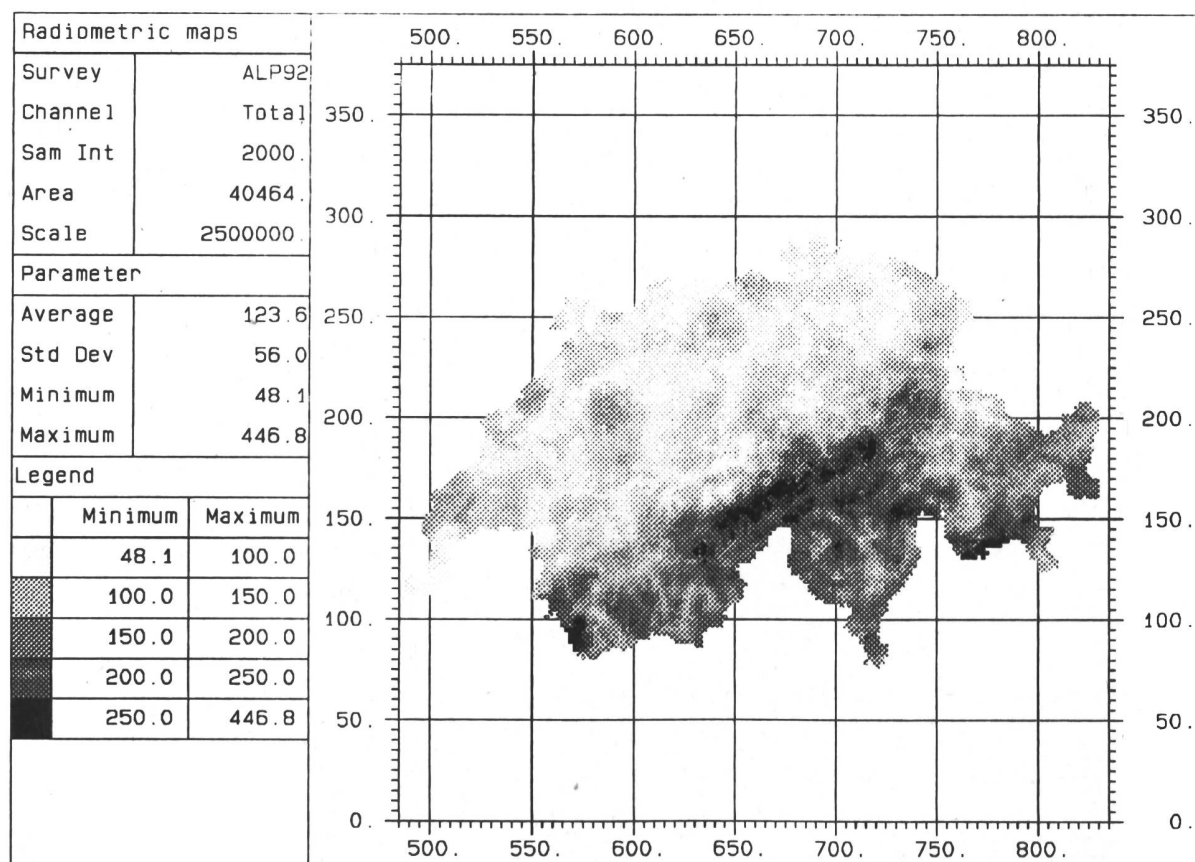 Radiometric maps
Survey ALP92
Channel Total
Sam Int 2000.
Area 40464.
Scale 2500000.
Parameter
Average 123.6
Std Dev 56.0
Minimum 48.1
Maximum 446.8
Legend
Minimum Maximum
48.1 100.0
100.0 150.0
150.0 200.0
200.0 250.0
250.0 446.8
500. 550. 600. 650. 700. 750. 800.
350. 350.
300. 300.
250. 250.
200. 200.
150. 150.
100. 100.
50. 50.
0. 0.
500. 550. 600. 650. 700. 750. 800.